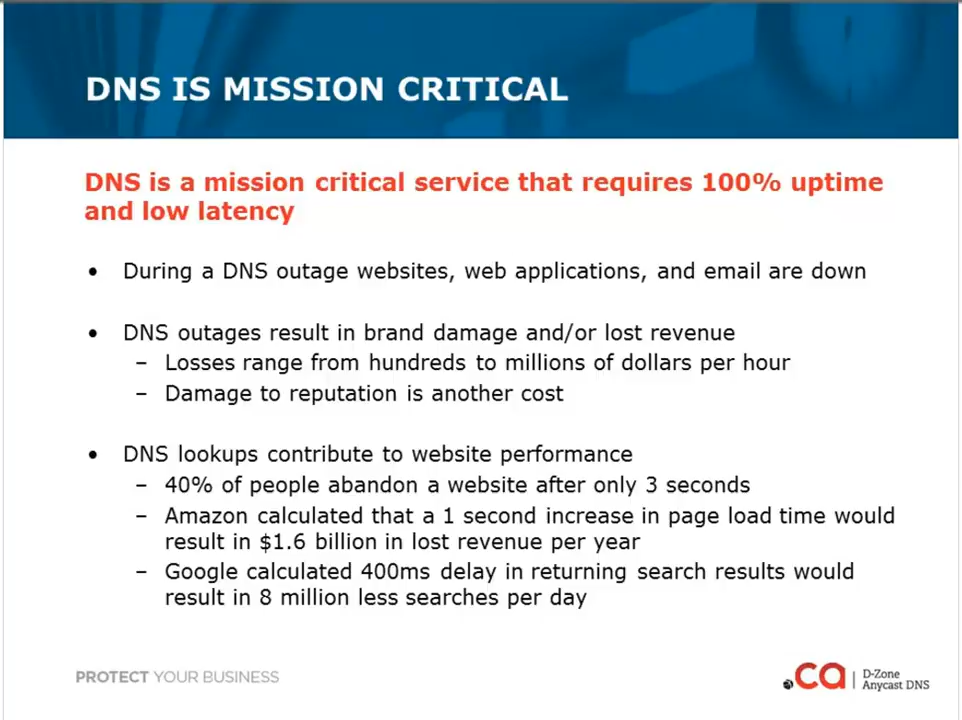 DNS IS MISSION CRITICAL
DNS is a mission critical service that requires 100% uptime
and low latency
• During a DNS outage websites, web applications, and email are down
• DNS outages result in brand damage and/or lost revenue
– Losses range from hundreds to millions of dollars per hour
– Damage to reputation is another cost
• DNS lookups contribute to website performance
– 40% of people abandon a website after only 3 seconds
– Amazon calculated that a 1 second increase in page load time would
result in $1.6 billion in lost revenue per year
– Google calculated 400ms delay in returning search results would
result in 8 million less searches per day
PROTECT YOUR BUSINESS
.ca | D-Zone
Anycast DNS